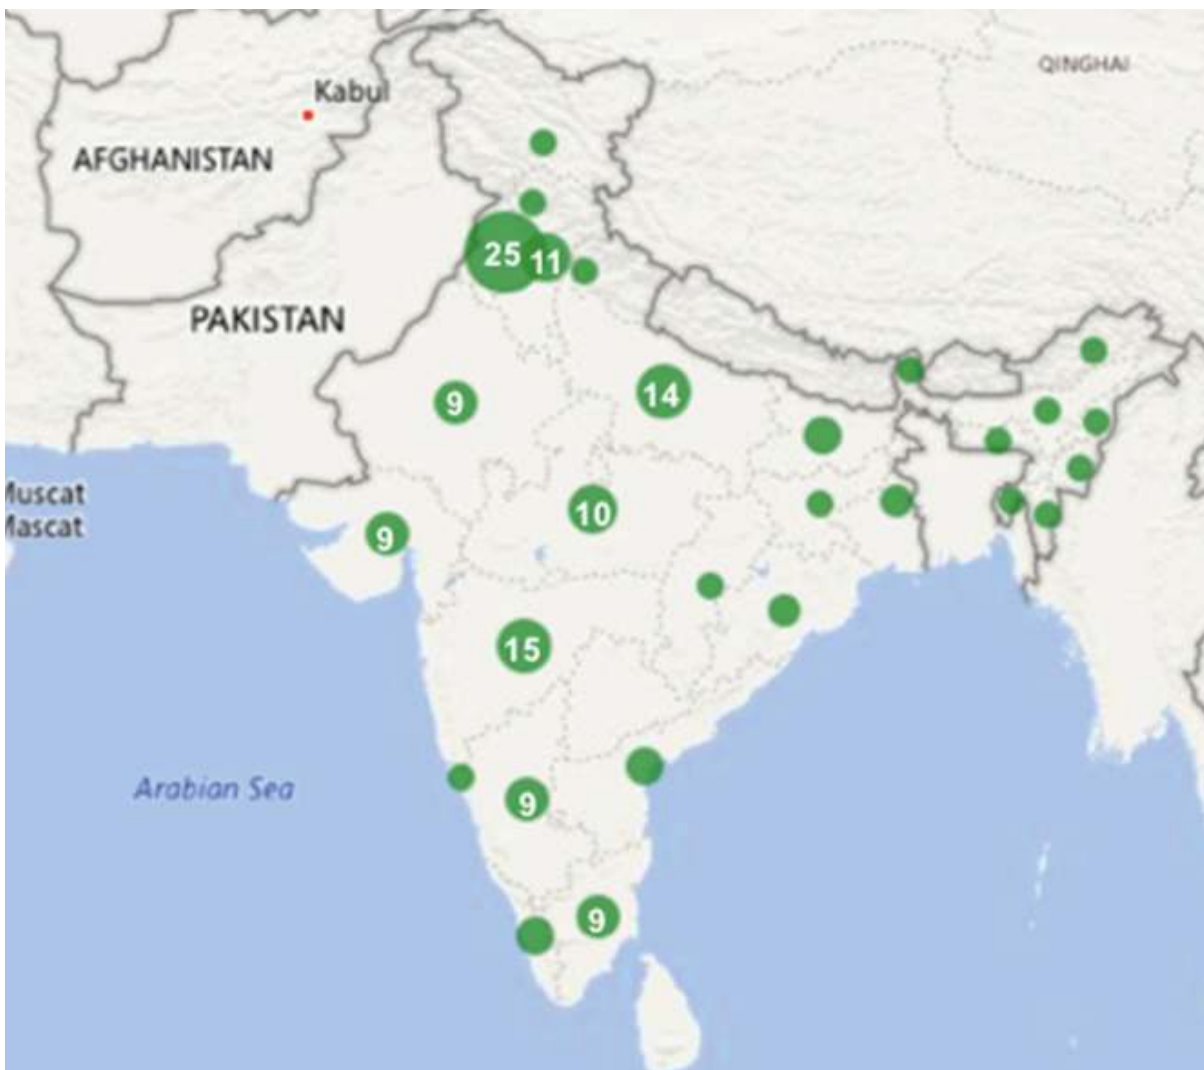 QINGHAI
Kabul
AFGHANISTAN
25
11
PAKISTAN
9
14
Muscat
Mascat
10
9
15
Arabian Sea
9
9